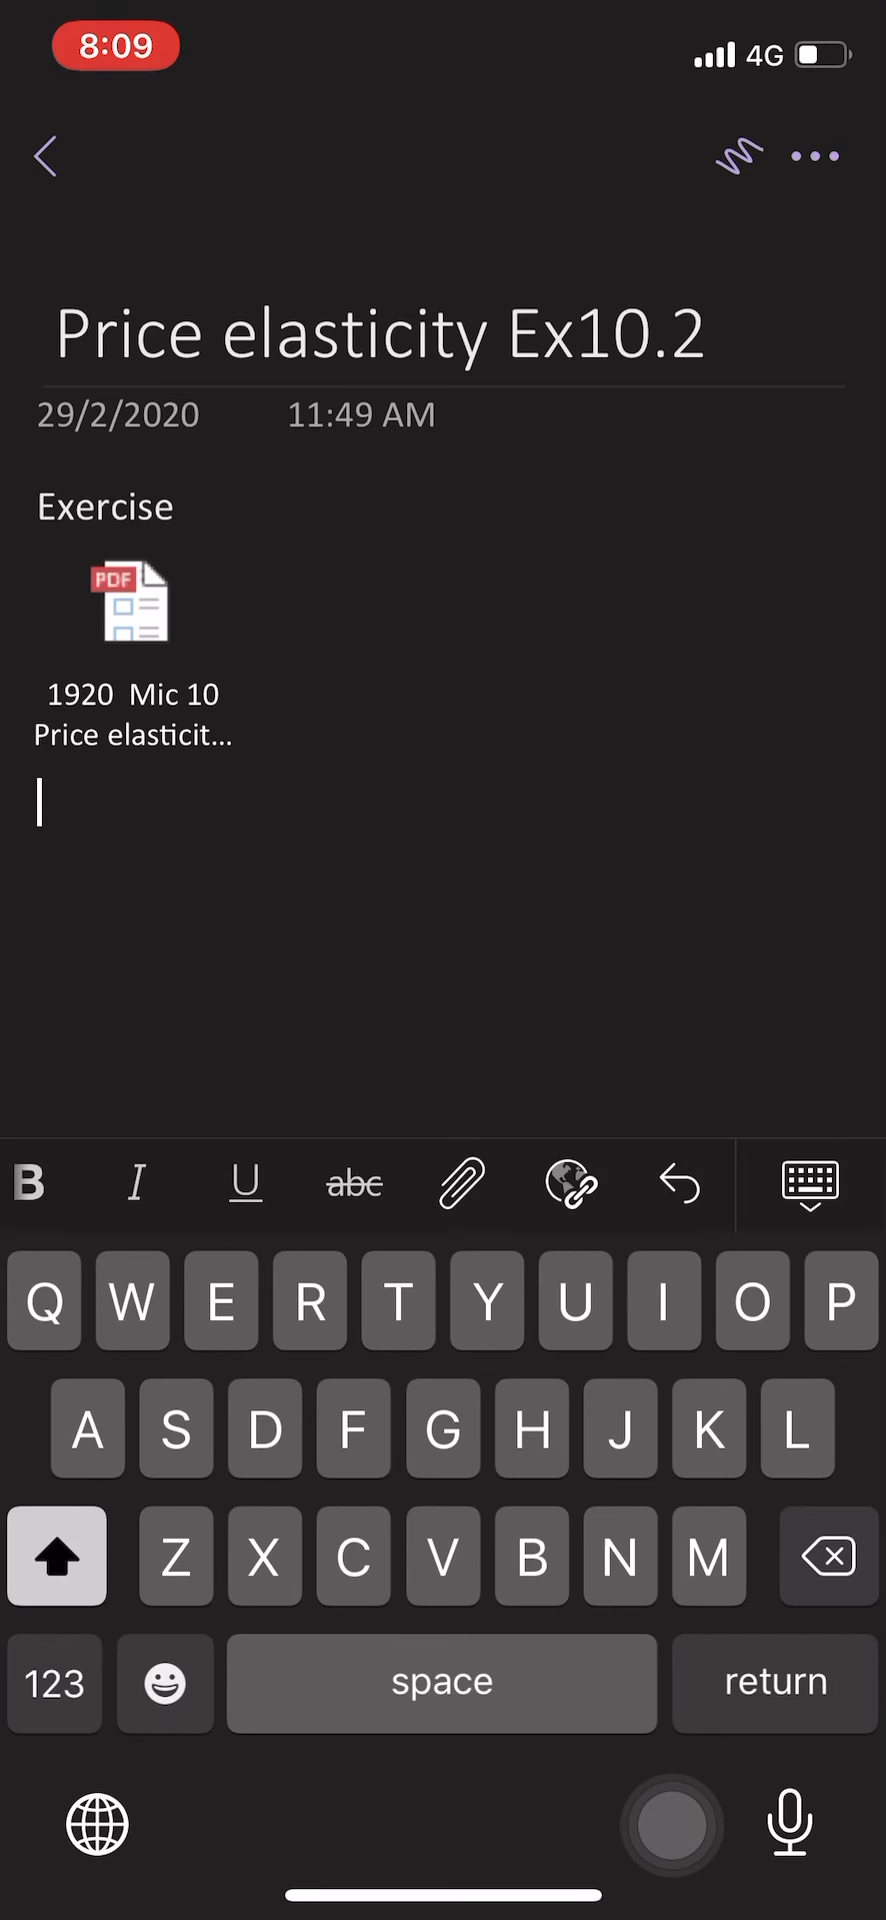 8:09
4G
Price elasticity Ex10.2
29/2/2020 11:49 AM
Exercise
PDF
1920 Mic 10
Price elasticit...
B I U abc
Q W E R T Y U I O P
A S D F G H J K L
Z X C V B N M
123 space return